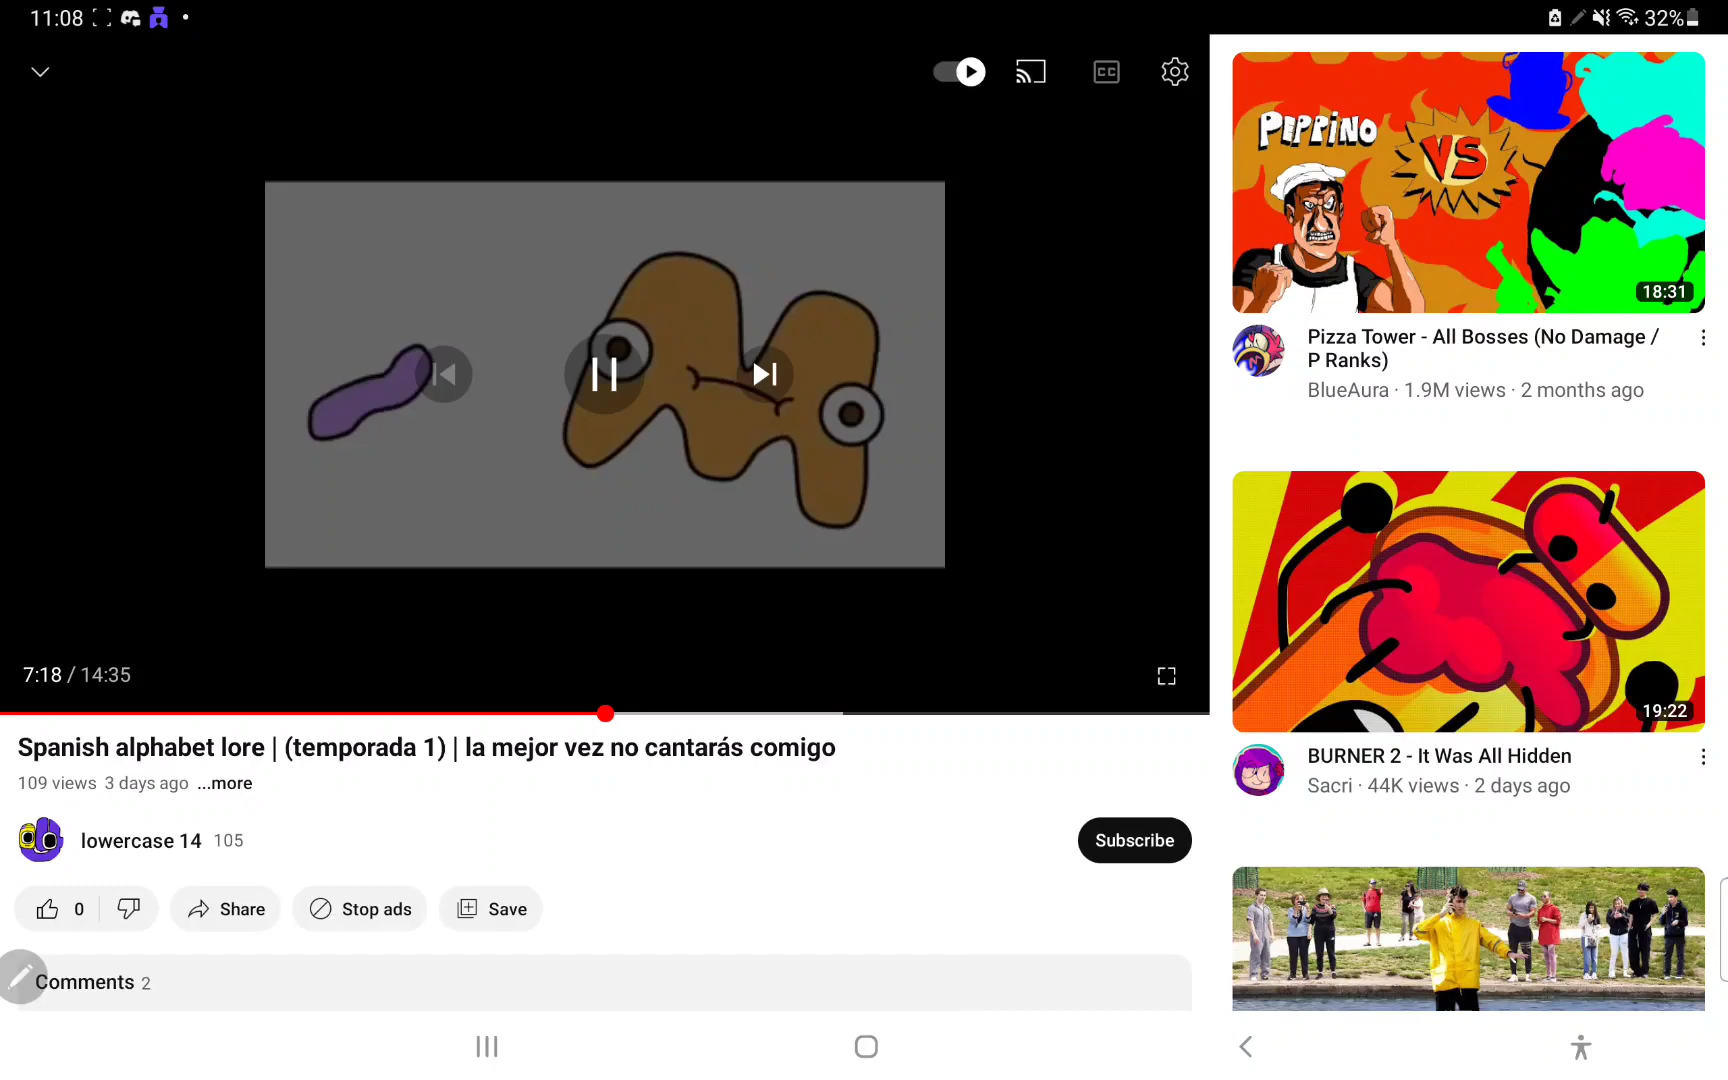 11:08
32%
CC
7:18 / 14:35
Spanish alphabet lore | (temporada 1) | la mejor vez no cantarás comigo
109 views 3 days ago ...more
lowercase 14 105
Subscribe
0
Share
Stop ads
Save
Comments 2
PEPPINO
VS
18:31
Pizza Tower - All Bosses (No Damage /
P Ranks)
BlueAura · 1.9M views · 2 months ago
19:22
BURNER 2 - It Was All Hidden
Sacri · 44K views · 2 days ago